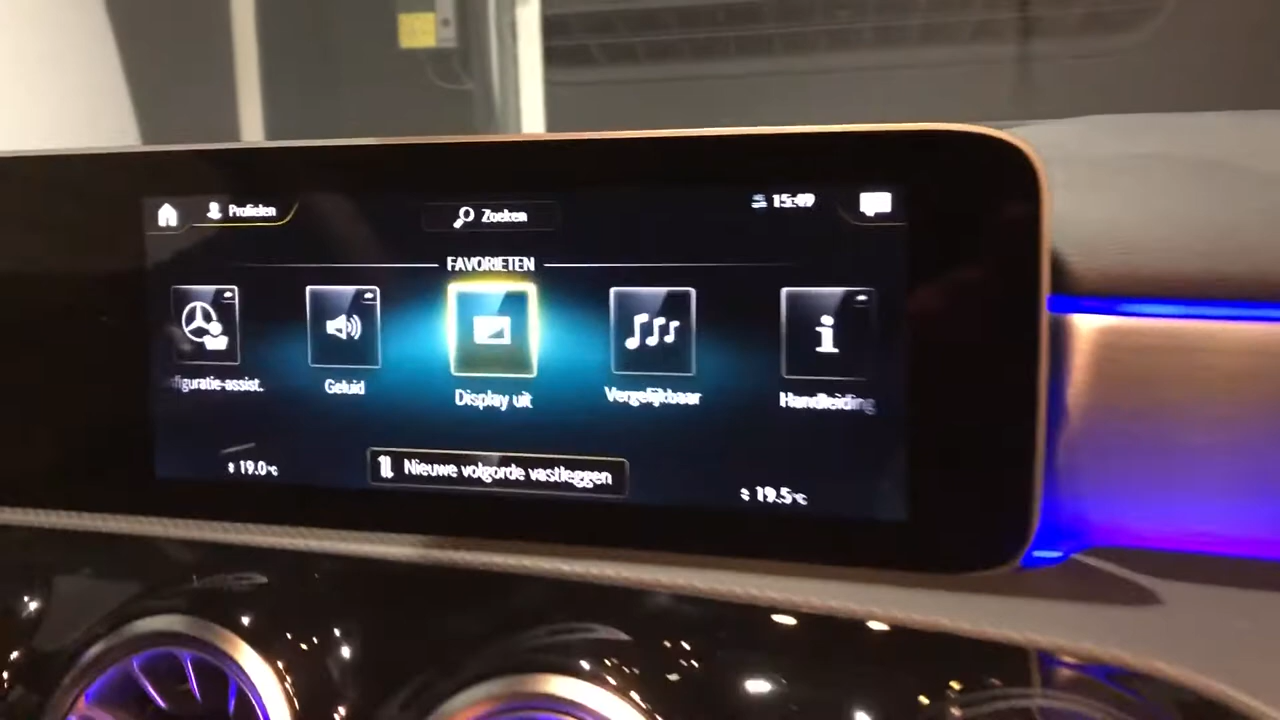 Profielen
Zoeken
15:49
FAVORIETEN
figuratie-assist.
Geluid
Display uit
Vergelijkbaar
Handleiding
19.0°C
Nieuwe volgorde vastleggen
19.5°C